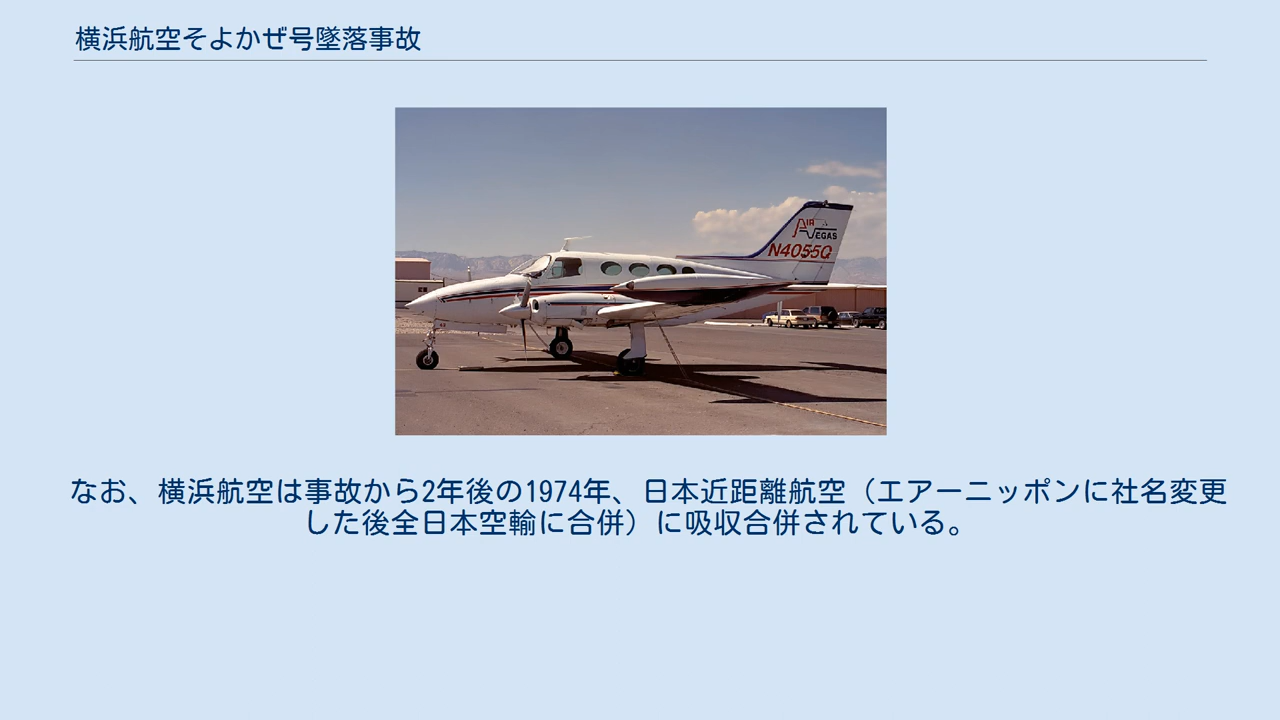 横浜航空そよかぜ号墜落事故
AIR
VEGAS
N4055Q
なお、横浜航空は事故から2年後の1974年、日本近距離航空（エアーニッポンに社名変更
した後全日本空輸に合併）に吸収合併されている。